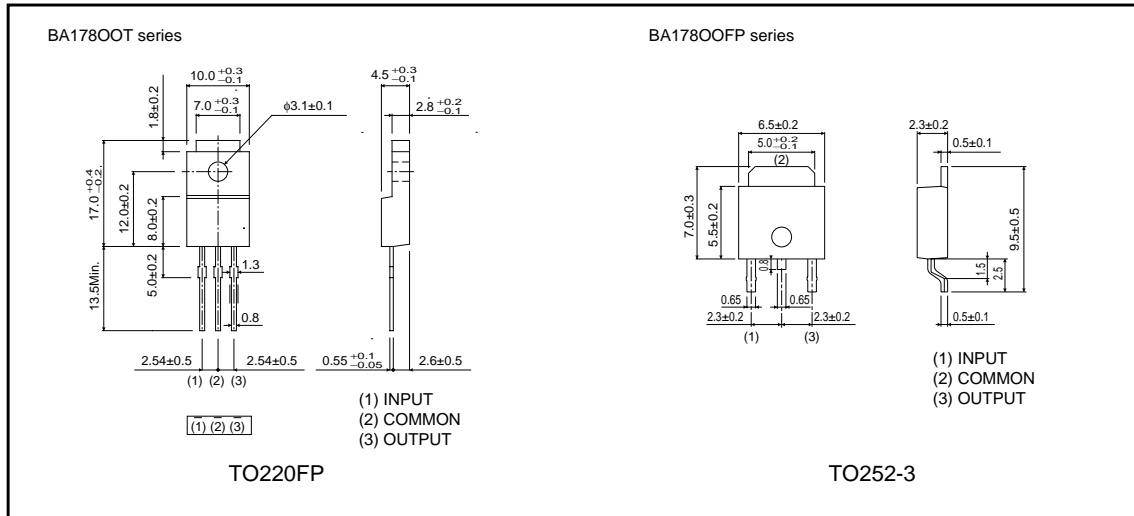 BA178OOT series
10.0 +0.3 −0.1
7.0 +0.3 −0.1
1.8±0.2
φ3.1±0.1
17.0 +0.4 −0.2
12.0±0.2
8.0±0.2
5.0±0.2
13.5Min.
1.3
0.8
2.54±0.5
2.54±0.5
(1) (2) (3)
(1) (2) (3)
4.5 +0.3 −0.1
2.8 +0.2 −0.1
0.55 +0.1 −0.05
2.6±0.5
(1) INPUT
(2) COMMON
(3) OUTPUT
TO220FP
BA178OOFP series
6.5±0.2
5.0 +0.2 −0.1
(2)
7.0±0.3
5.5±0.2
0.8
0.65
0.65
2.3±0.2
2.3±0.2
(1)
(3)
2.3±0.2
0.5±0.1
9.5±0.5
1.5
2.5
0.5±0.1
(1) INPUT
(2) COMMON
(3) OUTPUT
TO252-3